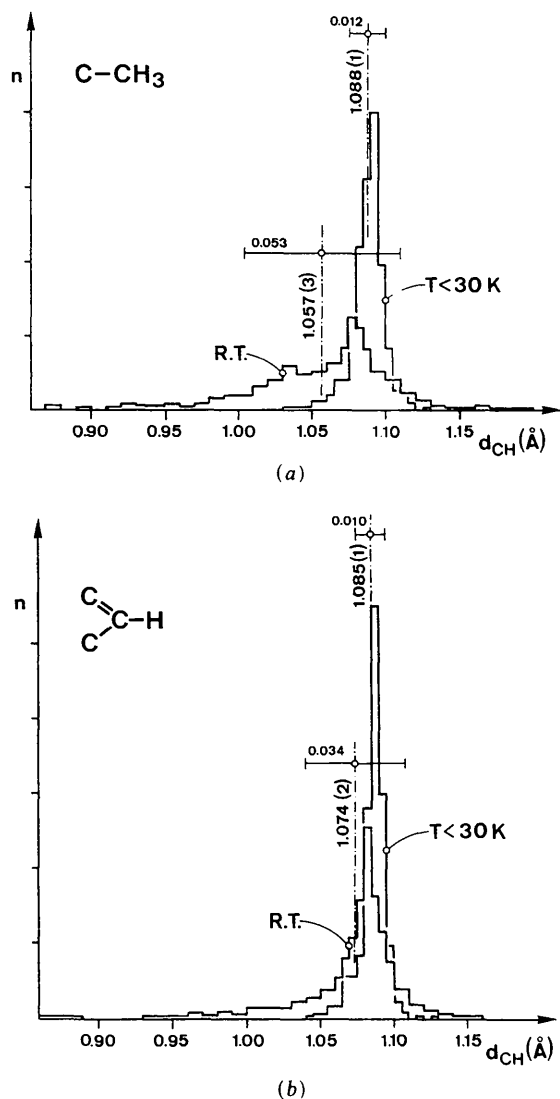 n
C–CH₃
0.012
1.088 (1)
0.053
1.057 (3)
T<30 K
R.T.
0.90 0.95 1.00 1.05 1.10 1.15
d_CH (Å)
(a)
n
C
C–H
C
0.010
1.085 (1)
0.034
1.074 (2)
T<30 K
R.T.
0.90 0.95 1.00 1.05 1.10 1.15
d_CH (Å)
(b)